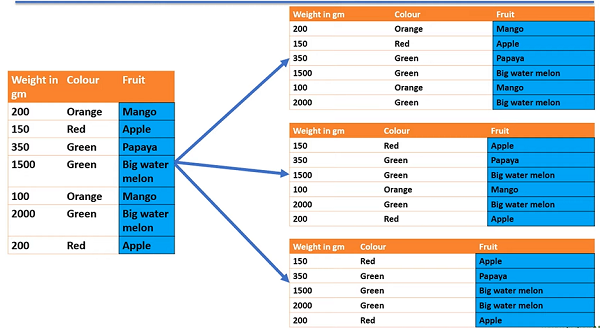 Weight in gm Colour Fruit
200 Orange Mango
150 Red Apple
350 Green Papaya
1500 Green Big water melon
100 Orange Mango
2000 Green Big water melon
Weight in Colour Fruit
gm
200 Orange Mango
150 Red Apple
350 Green Papaya
1500 Green Big water
melon
100 Orange Mango
2000 Green Big water
melon
200 Red Apple
Weight in gm Colour Fruit
150 Red Apple
350 Green Papaya
1500 Green Big water melon
100 Orange Mango
2000 Green Big water melon
200 Red Apple
Weight in gm Colour Fruit
150 Red Apple
350 Green Papaya
1500 Green Big water melon
2000 Green Big water melon
200 Red Apple